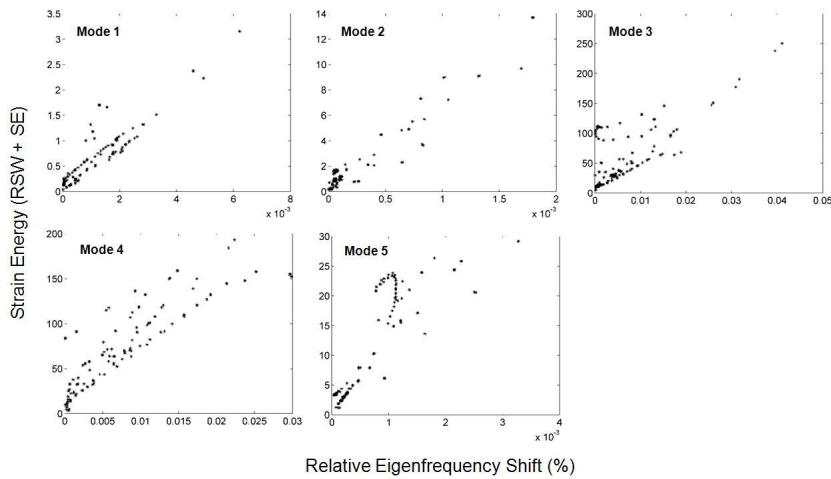 Strain Energy (RSW + SE)
Mode 1
3.5
3
2.5
2
1.5
1
0.5
0
0 2 4 6 8
x 10⁻³
Mode 2
14
12
10
8
6
4
2
0
0 0.5 1 1.5 2
x 10⁻³
Mode 3
300
250
200
150
100
50
0
0 0.01 0.02 0.03 0.04 0.05
Mode 4
200
150
100
50
0
0 0.005 0.01 0.015 0.02 0.025 0.03
Mode 5
30
25
20
15
10
5
0
0 1 2 3 4
x 10⁻³
Relative Eigenfrequency Shift (%)